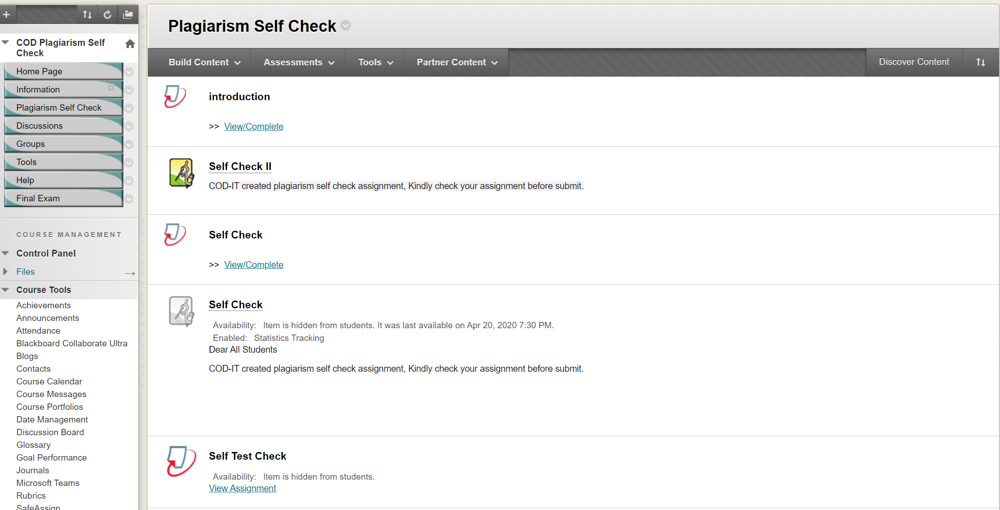 COD Plagiarism Self
Check
Home Page
Information
Plagiarism Self Check
Discussions
Groups
Tools
Help
Final Exam
COURSE MANAGEMENT
Control Panel
Files
Course Tools
Achievements
Announcements
Attendance
Blackboard Collaborate Ultra
Blogs
Contacts
Course Calendar
Course Messages
Course Portfolios
Date Management
Discussion Board
Glossary
Goal Performance
Journals
Microsoft Teams
Rubrics
SafeAssign
Plagiarism Self Check
Build Content Assessments Tools Partner Content Discover Content
introduction
>> View/Complete
Self Check II
COD-IT created plagiarism self check assignment, Kindly check your assignment before submit.
Self Check
>> View/Complete
Self Check
Availability: Item is hidden from students. It was last available on Apr 20, 2020 7:30 PM.
Enabled: Statistics Tracking
Dear All Students
COD-IT created plagiarism self check assignment, Kindly check your assignment before submit.
Self Test Check
Availability: Item is hidden from students.
View Assignment